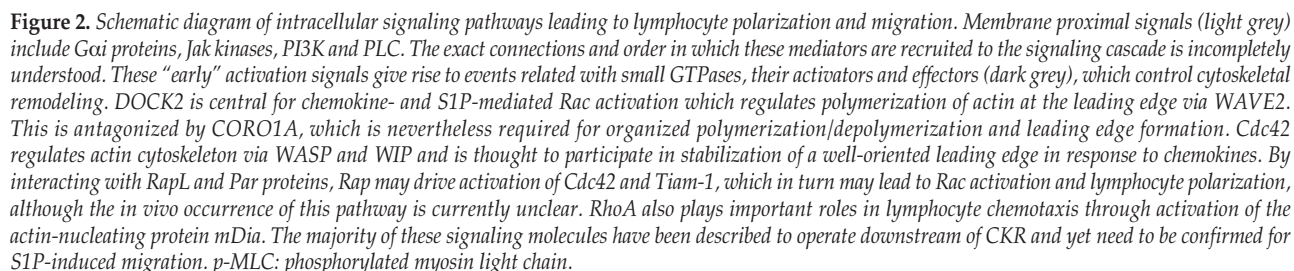 Figure 2. Schematic diagram of intracellular signaling pathways leading to lymphocyte polarization and migration. Membrane proximal signals (light grey)
include Gαi proteins, Jak kinases, PI3K and PLC. The exact connections and order in which these mediators are recruited to the signaling cascade is incompletely
understood. These “early” activation signals give rise to events related with small GTPases, their activators and effectors (dark grey), which control cytoskeletal
remodeling. DOCK2 is central for chemokine- and S1P-mediated Rac activation which regulates polymerization of actin at the leading edge via WAVE2.
This is antagonized by CORO1A, which is nevertheless required for organized polymerization/depolymerization and leading edge formation. Cdc42
regulates actin cytoskeleton via WASP and WIP and is thought to participate in stabilization of a well-oriented leading edge in response to chemokines. By
interacting with RapL and Par proteins, Rap may drive activation of Cdc42 and Tiam-1, which in turn may lead to Rac activation and lymphocyte polarization,
although the in vivo occurrence of this pathway is currently unclear. RhoA also plays important roles in lymphocyte chemotaxis through activation of the
actin-nucleating protein mDia. The majority of these signaling molecules have been described to operate downstream of CKR and yet need to be confirmed for
S1P-induced migration. p-MLC: phosphorylated myosin light chain.